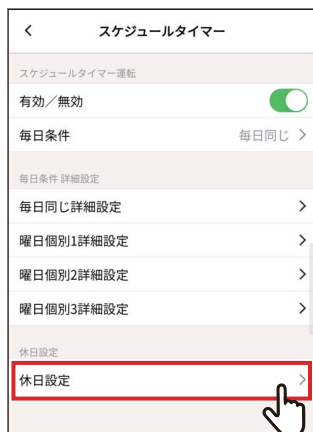 スケジュールタイマー
スケジュールタイマー運転
有効／無効
毎日条件 毎日同じ
毎日条件 詳細設定
毎日同じ詳細設定
曜日個別1詳細設定
曜日個別2詳細設定
曜日個別3詳細設定
休日設定
休日設定